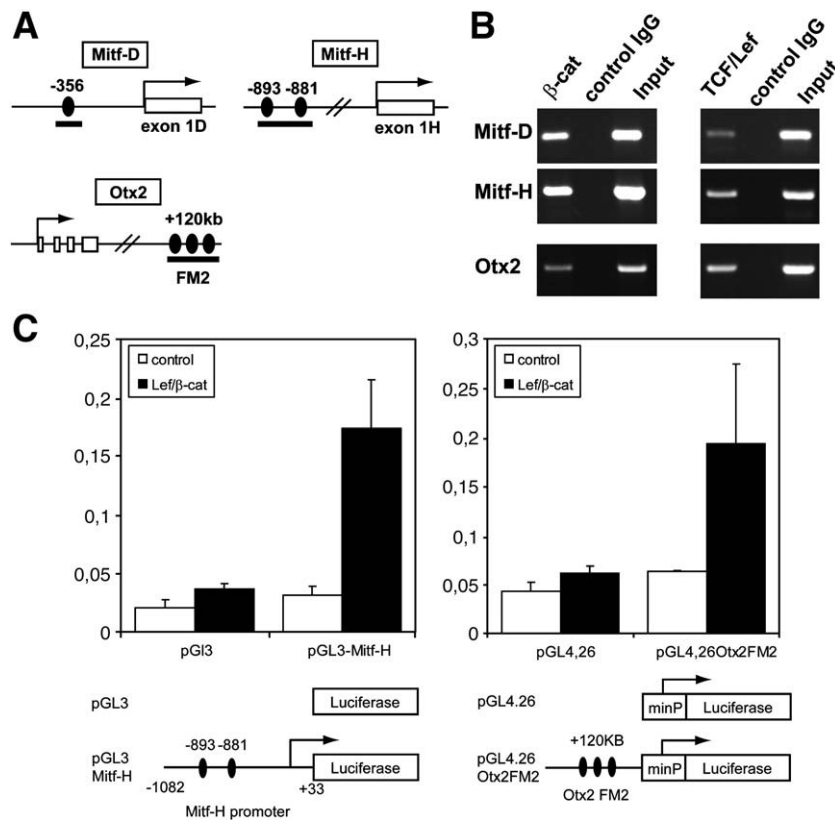 A
Mitf-D
Mitf-H
-356
-893 -881
exon 1D
exon 1H
Otx2
+120kb
FM2
B
β-cat
control IgG
Input
TCF/Lef
control IgG
Input
Mitf-D
Mitf-H
Otx2
C
0,25
0,2
0,15
0,1
0,05
0
control
Lef/β-cat
pGl3
pGL3-Mitf-H
0,3
0,25
0,2
0,15
0,1
0,05
0
control
Lef/β-cat
pGL4,26
pGL4,26Otx2FM2
pGL3
Luciferase
pGL3
Mitf-H
-893 -881
Luciferase
-1082
+33
Mitf-H promoter
pGL4.26
minP
Luciferase
pGL4.26
Otx2FM2
+120KB
minP
Luciferase
Otx2 FM2